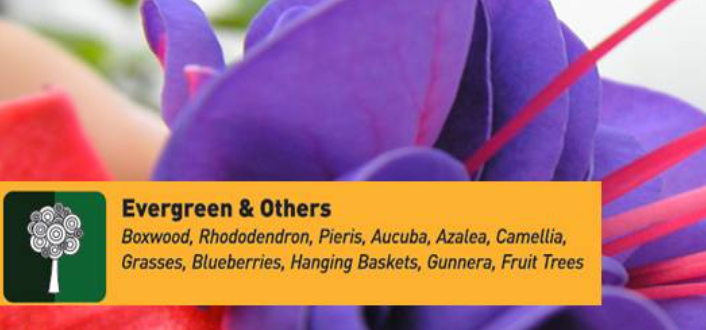 Evergreen & Others
Boxwood, Rhododendron, Pieris, Aucuba, Azalea, Camellia,
Grasses, Blueberries, Hanging Baskets, Gunnera, Fruit Trees